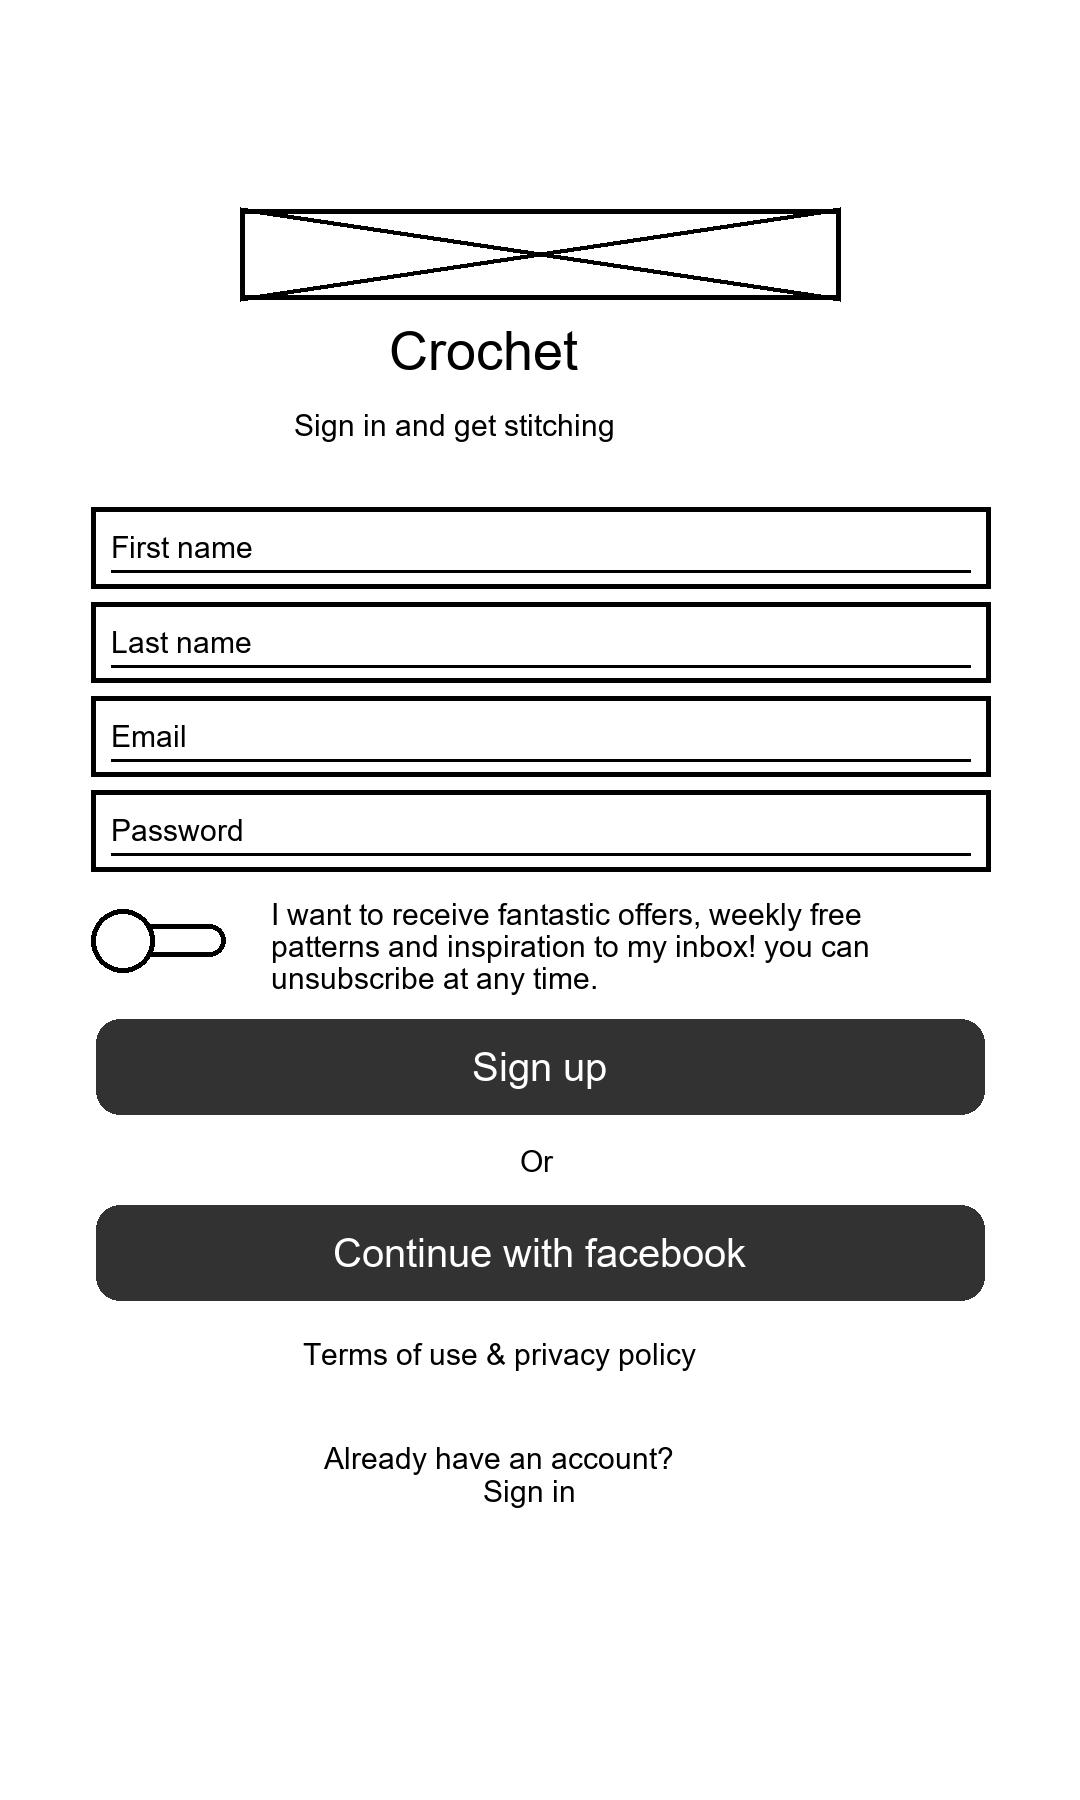 Crochet
Sign in and get stitching
First name
Last name
Email
Password
I want to receive fantastic offers, weekly free
patterns and inspiration to my inbox! you can
unsubscribe at any time.
Sign up
Or
Continue with facebook
Terms of use & privacy policy
Already have an account?
Sign in